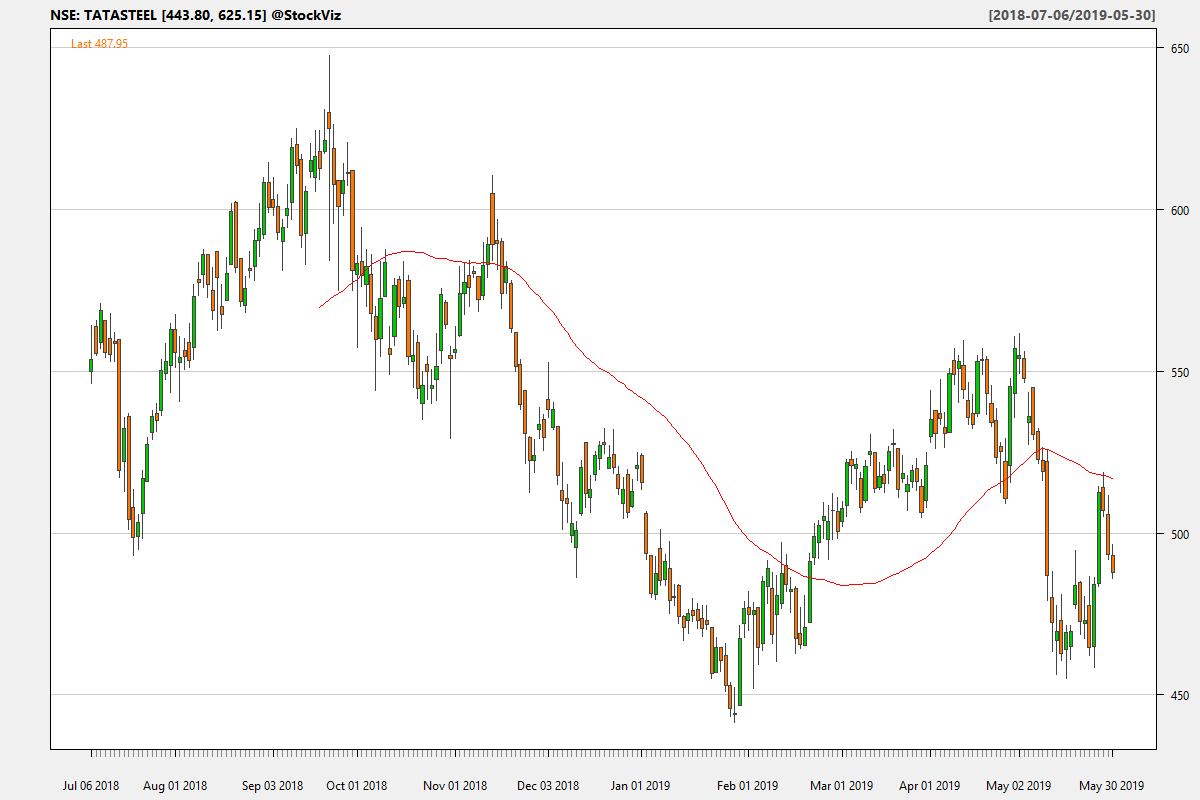 NSE: TATASTEEL [443.80, 625.15] @StockViz
[2018-07-06/2019-05-30]
Last 487.95
650
600
550
500
450
Jul 06 2018
Aug 01 2018
Sep 03 2018
Oct 01 2018
Nov 01 2018
Dec 03 2018
Jan 01 2019
Feb 01 2019
Mar 01 2019
Apr 01 2019
May 02 2019
May 30 2019